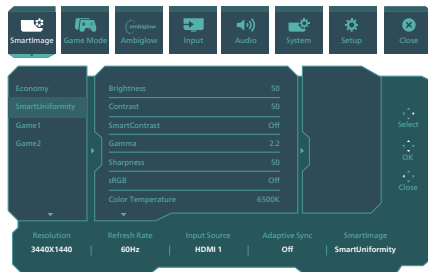 ambiglow
SmartImage
Game Mode
Ambiglow
Input
Audio
System
Setup
Close
Economy
SmartUniformity
Game1
Game2
Brightness 50
Contrast 50
SmartContrast Off
Gamma 2.2
Sharpness 50
sRGB Off
Color Temperature 6500K
Select
OK
Close
Resolution Refresh Rate Input Source Adaptive Sync SmartImage
3440X1440 | 60Hz | HDMI 1 | Off | SmartUniformity